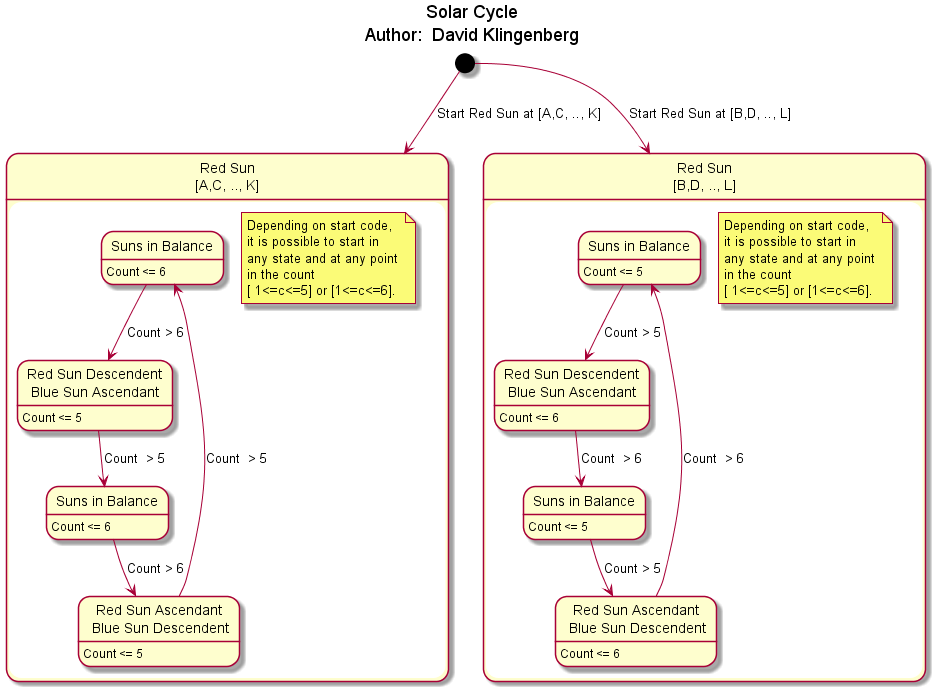 Solar Cycle
Author:  David Klingenberg
Start Red Sun at [A,C, .., K]
Start Red Sun at [B,D, .., L]
Red Sun
[A,C, .., K]
Depending on start code,
it is possible to start in
any state and at any point
in the count
[ 1<=c<=5] or [1<=c<=6].
Suns in Balance
Count <= 6
Count > 6
Red Sun Descendent
Blue Sun Ascendant
Count <= 5
Count  > 5
Count  > 5
Suns in Balance
Count <= 6
Count > 6
Red Sun Ascendant
Blue Sun Descendent
Count <= 5
Red Sun
[B,D, .., L]
Depending on start code,
it is possible to start in
any state and at any point
in the count
[ 1<=c<=5] or [1<=c<=6].
Suns in Balance
Count <= 5
Count > 5
Red Sun Descendent
Blue Sun Ascendant
Count <= 6
Count  > 6
Count  > 6
Suns in Balance
Count <= 5
Count > 5
Red Sun Ascendant
Blue Sun Descendent
Count <= 6